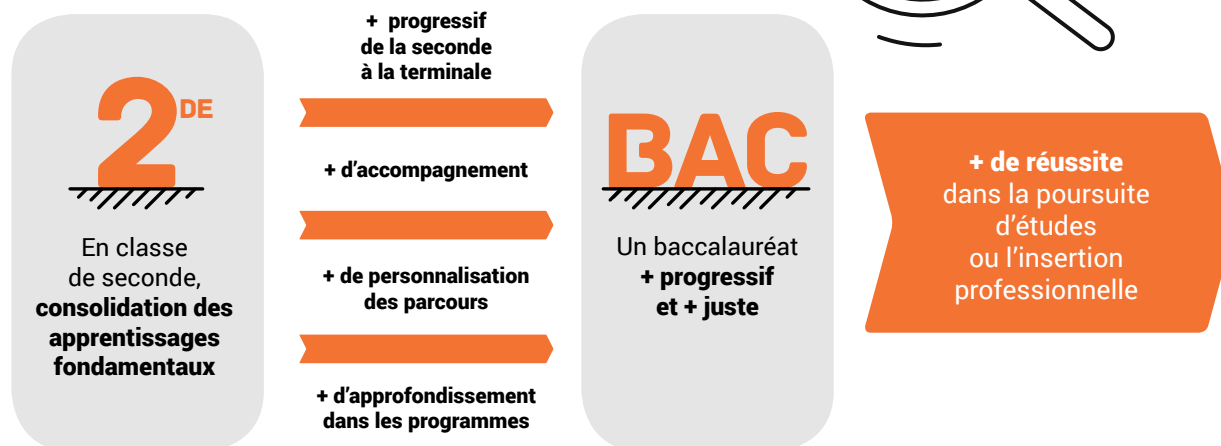 2DE
En classe
de seconde,
consolidation des
apprentissages
fondamentaux
+ progressif
de la seconde
à la terminale
+ d'accompagnement
+ de personnalisation
des parcours
+ d'approfondissement
dans les programmes
BAC
Un baccalauréat
+ progressif
et + juste
+ de réussite
dans la poursuite
d'études
ou l'insertion
professionnelle